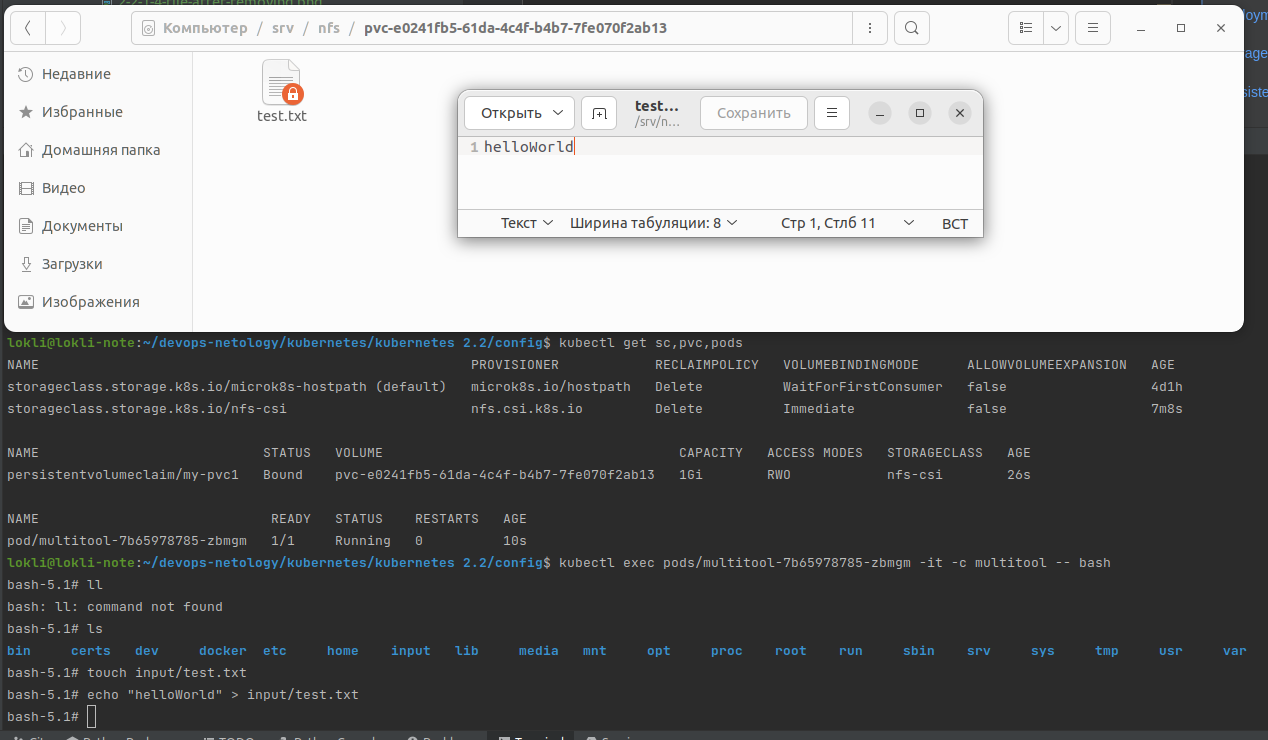 2-2-1-4-file-after-removing.png
Компьютер / srv / nfs / pvc-e0241fb5-61da-4c4f-b4b7-7fe070f2ab13
Недавние
Избранные
Домашняя папка
Видео
Документы
Загрузки
Изображения
test.txt
Открыть
test...
/srv/n...
Сохранить
1 helloWorld
Текст
Ширина табуляции: 8
Стр 1, Стлб 11
ВСТ
lokli@lokli-note:~/devops-netology/kubernetes/kubernetes 2.2/config$ kubectl get sc,pvc,pods
NAME PROVISIONER RECLAIMPOLICY VOLUMEBINDINGMODE ALLOWVOLUMEEXPANSION AGE
storageclass.storage.k8s.io/microk8s-hostpath (default) microk8s.io/hostpath Delete WaitForFirstConsumer false 4d1h
storageclass.storage.k8s.io/nfs-csi nfs.csi.k8s.io Delete Immediate false 7m8s
NAME STATUS VOLUME CAPACITY ACCESS MODES STORAGECLASS AGE
persistentvolumeclaim/my-pvc1 Bound pvc-e0241fb5-61da-4c4f-b4b7-7fe070f2ab13 1Gi RWO nfs-csi 26s
NAME READY STATUS RESTARTS AGE
pod/multitool-7b65978785-zbmgm 1/1 Running 0 10s
lokli@lokli-note:~/devops-netology/kubernetes/kubernetes 2.2/config$ kubectl exec pods/multitool-7b65978785-zbmgm -it -c multitool -- bash
bash-5.1# ll
bash: ll: command not found
bash-5.1# ls
bin certs dev docker etc home input lib media mnt opt proc root run sbin srv sys tmp usr var
bash-5.1# touch input/test.txt
bash-5.1# echo "helloWorld" > input/test.txt
bash-5.1#